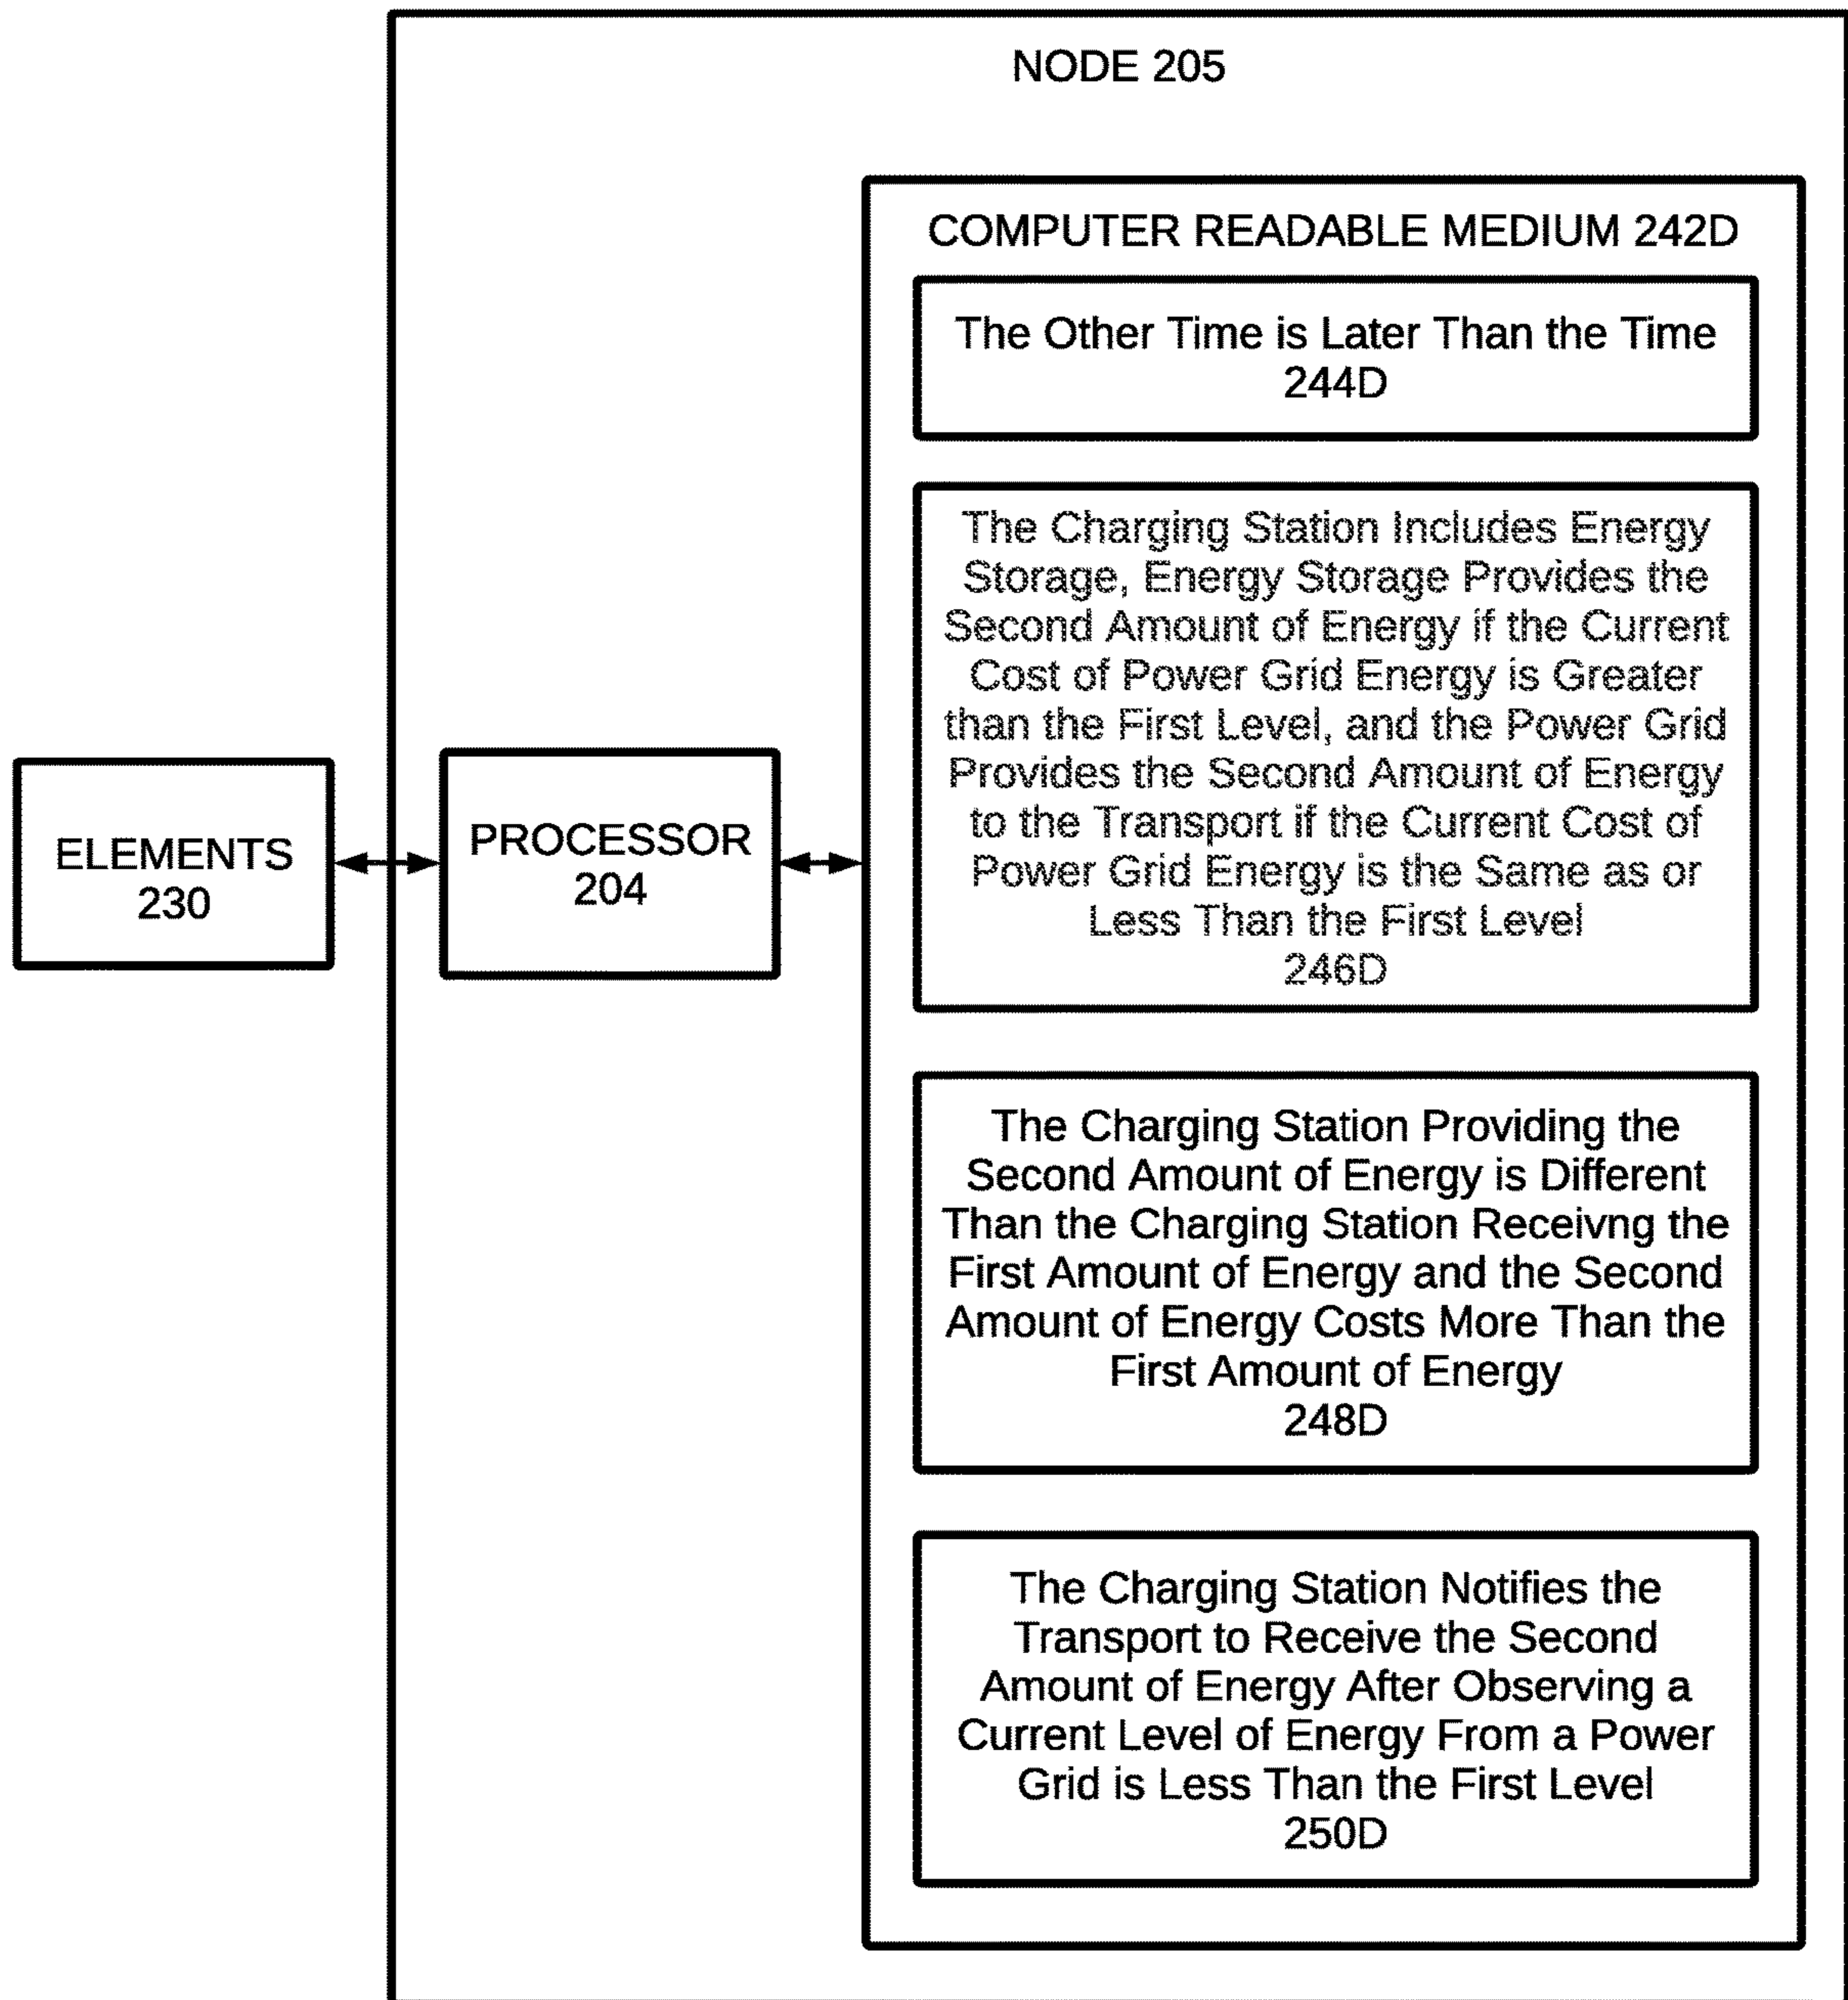 NODE 205
COMPUTER READABLE MEDIUM 242D
The Other Time is Later Than the Time
244D
The Charging Station Includes Energy
Storage, Energy Storage Provides the
Second Amount of Energy if the Current
Cost of Power Grid Energy is Greater
than the First Level, and the Power Grid
Provides the Second Amount of Energy
to the Transport if the Current Cost of
Power Grid Energy is the Same as or
Less Than the First Level
246D
ELEMENTS
230
PROCESSOR
204
The Charging Station Providing the
Second Amount of Energy is Different
Than the Charging Station Receivng the
First Amount of Energy and the Second
Amount of Energy Costs More Than the
First Amount of Energy
248D
The Charging Station Notifies the
Transport to Receive the Second
Amount of Energy After Observing a
Current Level of Energy From a Power
Grid is Less Than the First Level
250D